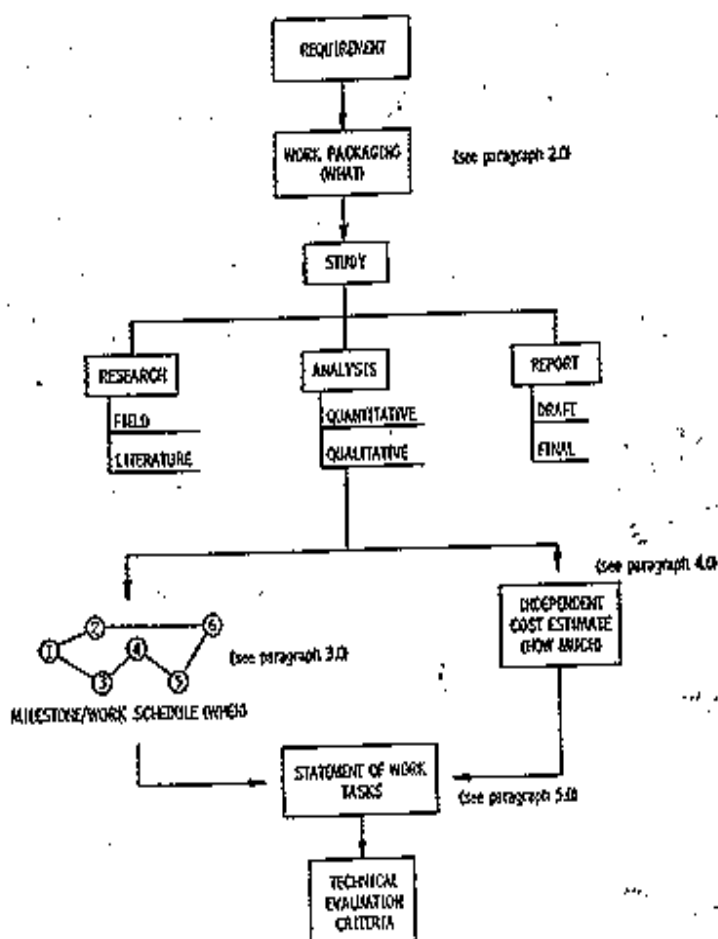 REQUIREMENT
WORK PACKAGING
(WHAT)
(see paragraph 2.0)
STUDY
RESEARCH
ANALYSIS
REPORT
FIELD
QUANTITATIVE
DRAFT
LITERATURE
QUALITATIVE
FINAL
(see paragraph 4.0)
INDEPENDENT
COST ESTIMATE
(HOW MUCH)
2
6
1
4
(see paragraph 3.0)
3
5
MILESTONE/WORK SCHEDULE (WHEN)
STATEMENT OF WORK
TASKS
(see paragraph 5.0)
TECHNICAL
EVALUATION
CRITERIA